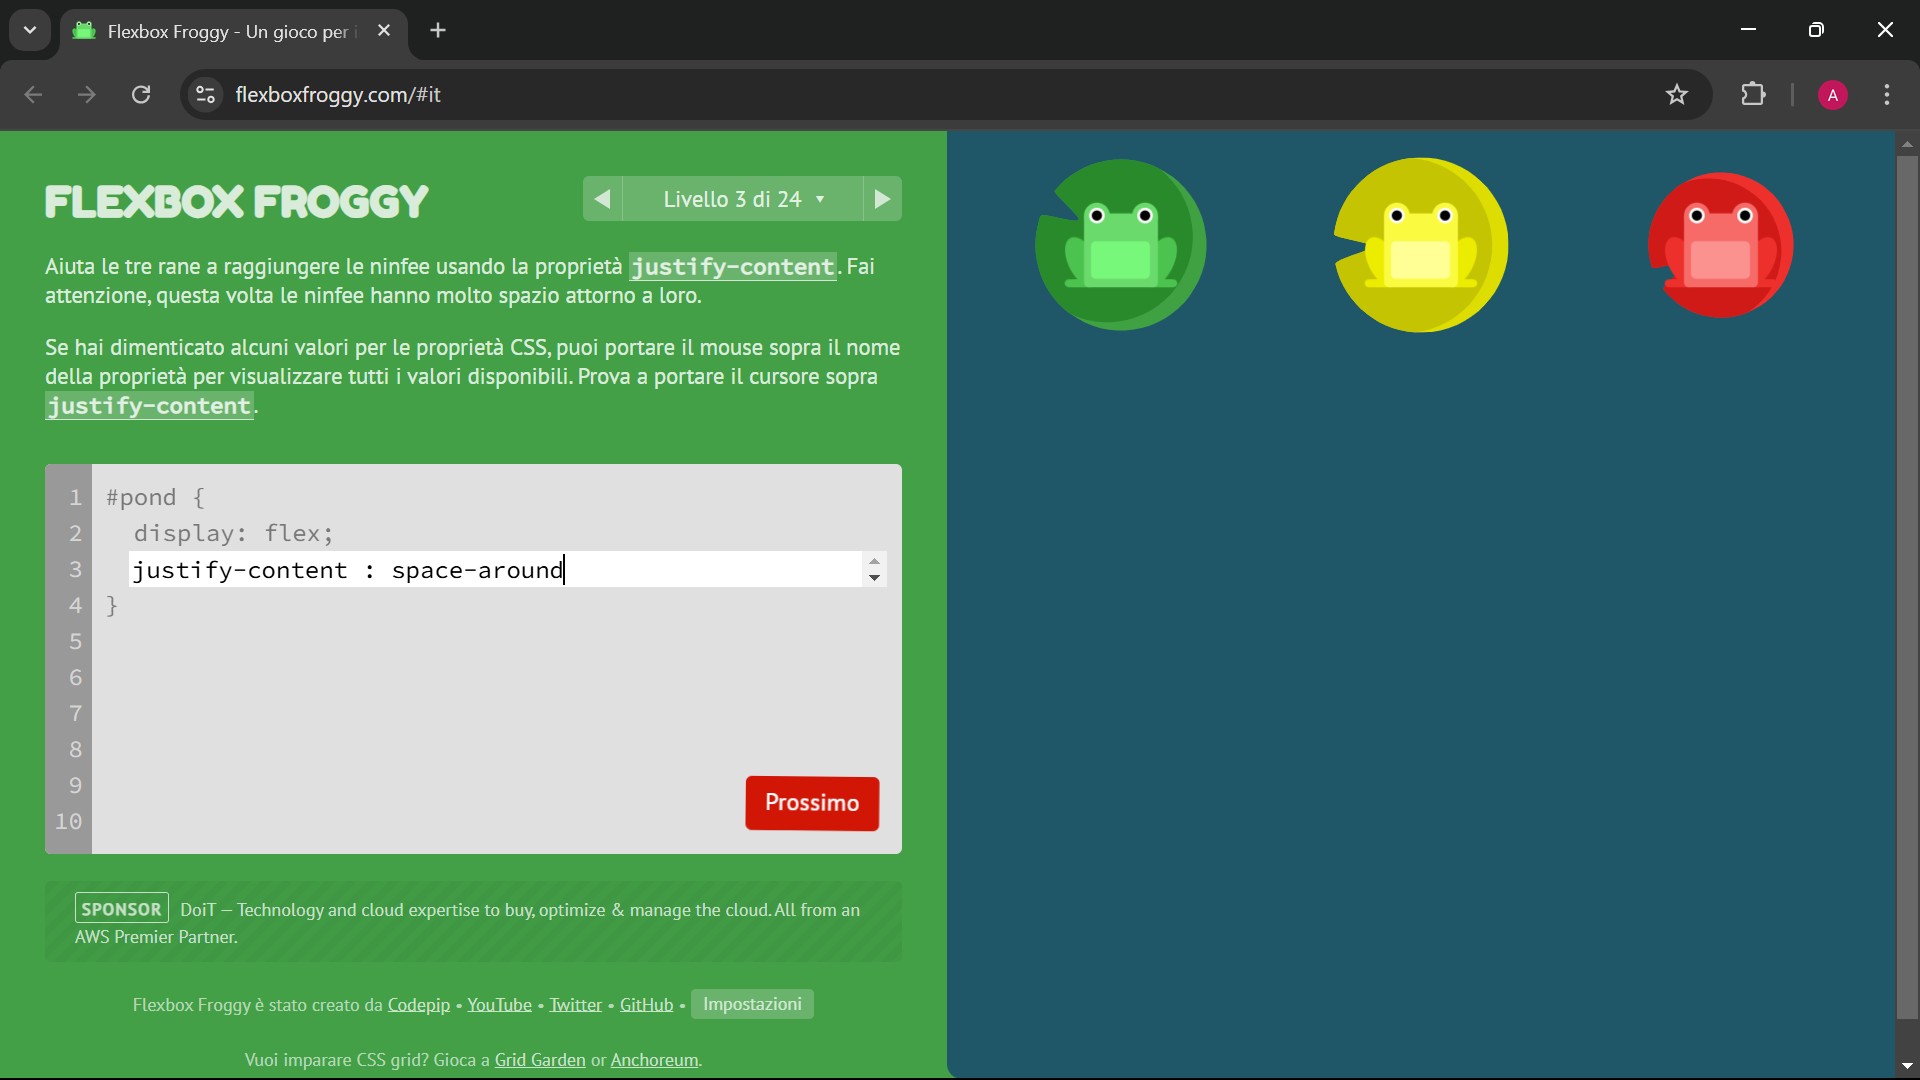 Flexbox Froggy - Un gioco per i
flexboxfroggy.com/#it
A
FLEXBOX FROGGY
Livello 3 di 24
Aiuta le tre rane a raggiungere le ninfee usando la proprietà justify-content. Fai
attenzione, questa volta le ninfee hanno molto spazio attorno a loro.
Se hai dimenticato alcuni valori per le proprietà CSS, puoi portare il mouse sopra il nome
della proprietà per visualizzare tutti i valori disponibili. Prova a portare il cursore sopra
justify-content.
1 #pond {
2 display: flex;
3 justify-content : space-around
4 }
5
6
7
8
9
10
Prossimo
SPONSOR DoiT — Technology and cloud expertise to buy, optimize & manage the cloud. All from an
AWS Premier Partner.
Flexbox Froggy è stato creato da Codepip • YouTube • Twitter • GitHub • Impostazioni
Vuoi imparare CSS grid? Gioca a Grid Garden or Anchoreum.